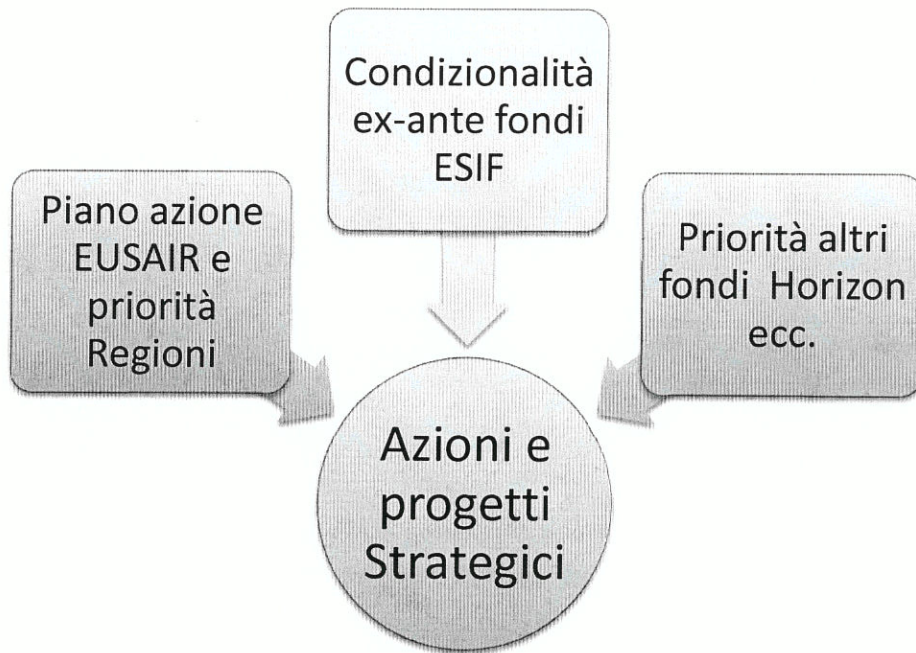 Condizionalità
ex-ante fondi
ESIF
Piano azione
EUSAIR e
priorità
Regioni
Priorità altri
fondi Horizon
ecc.
Azioni e
progetti
Strategici